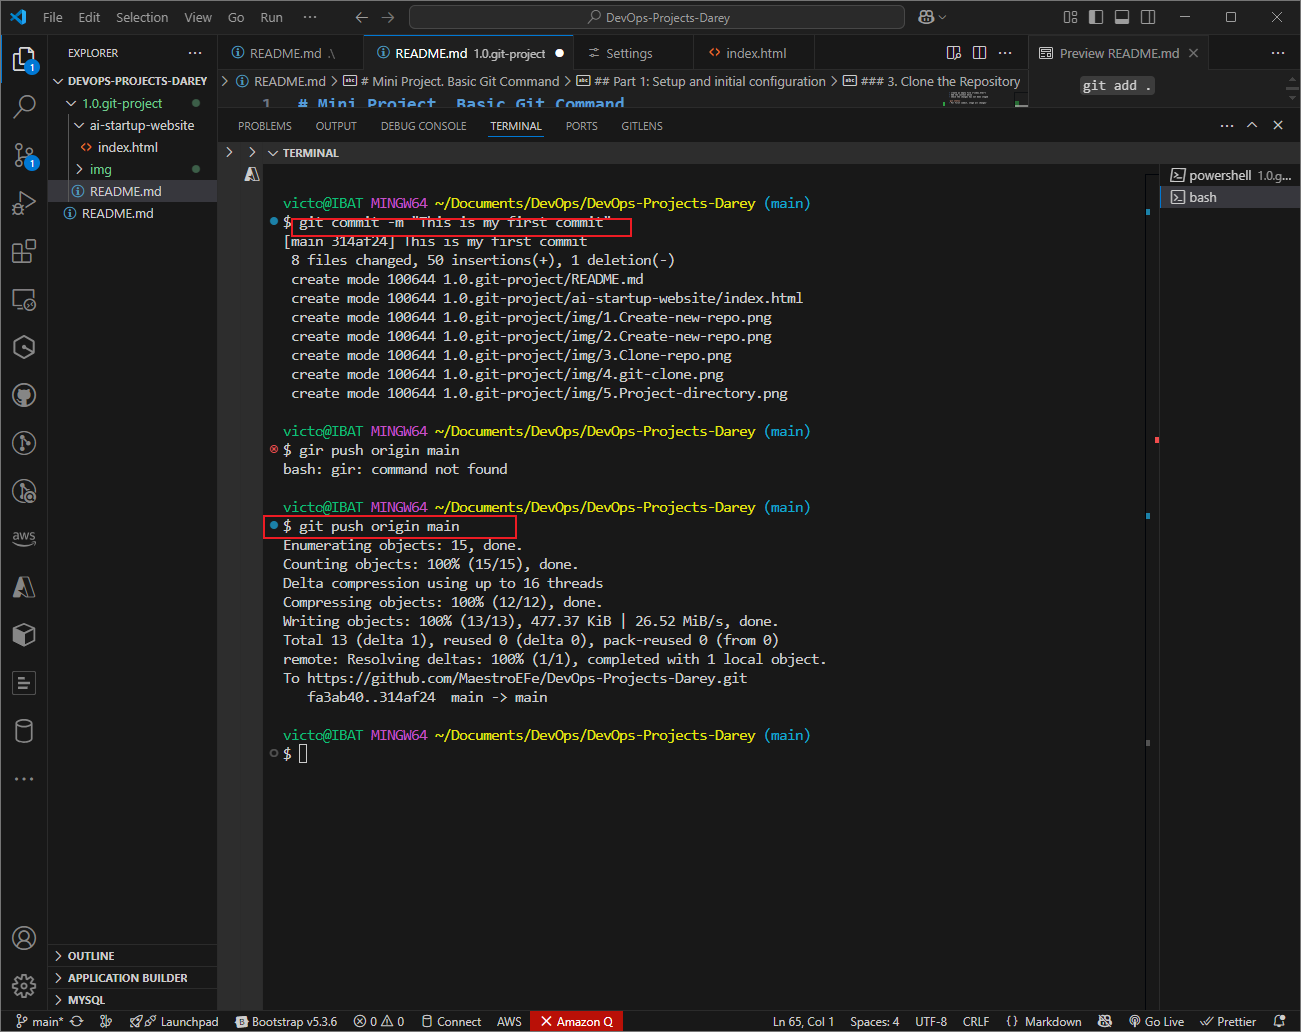 File Edit Selection View Go Run ··· DevOps-Projects-Darey
EXPLORER ···
DEVOPS-PROJECTS-DAREY
1.0.git-project
ai-startup-website
index.html
img
README.md
README.md
OUTLINE
APPLICATION BUILDER
MYSQL
1
1
aws
README.md .\ README.md 1.0.git-project Settings index.html ··· Preview README.md ···
README.md > # Mini Project. Basic Git Command > ## Part 1: Setup and initial configuration > ### 3. Clone the Repository
1 # Mini Project. Basic Git Command
git add .
PROBLEMS OUTPUT DEBUG CONSOLE TERMINAL PORTS GITLENS ···
TERMINAL
powershell 1.0.g...
bash
victo@IBAT MINGW64 ~/Documents/DevOps/DevOps-Projects-Darey (main)
$ git commit -m "This is my first commit"
[main 314af24] This is my first commit
8 files changed, 50 insertions(+), 1 deletion(-)
create mode 100644 1.0.git-project/README.md
create mode 100644 1.0.git-project/ai-startup-website/index.html
create mode 100644 1.0.git-project/img/1.Create-new-repo.png
create mode 100644 1.0.git-project/img/2.Create-new-repo.png
create mode 100644 1.0.git-project/img/3.Clone-repo.png
create mode 100644 1.0.git-project/img/4.git-clone.png
create mode 100644 1.0.git-project/img/5.Project-directory.png
victo@IBAT MINGW64 ~/Documents/DevOps/DevOps-Projects-Darey (main)
$ gir push origin main
bash: gir: command not found
victo@IBAT MINGW64 ~/Documents/DevOps/DevOps-Projects-Darey (main)
$ git push origin main
Enumerating objects: 15, done.
Counting objects: 100% (15/15), done.
Delta compression using up to 16 threads
Compressing objects: 100% (12/12), done.
Writing objects: 100% (13/13), 477.37 KiB | 26.52 MiB/s, done.
Total 13 (delta 1), reused 0 (delta 0), pack-reused 0 (from 0)
remote: Resolving deltas: 100% (1/1), completed with 1 local object.
To https://github.com/MaestroEFe/DevOps-Projects-Darey.git
fa3ab40..314af24 main -> main
victo@IBAT MINGW64 ~/Documents/DevOps/DevOps-Projects-Darey (main)
$
main* Launchpad Bootstrap v5.3.6 0 0 Connect AWS Amazon Q Ln 65, Col 1 Spaces: 4 UTF-8 CRLF { } Markdown Go Live Prettier